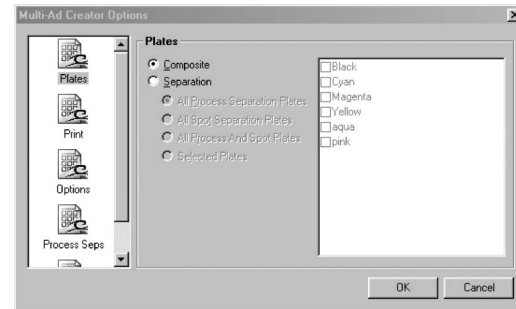 Multi-Ad Creator Options
Plates
Print
Options
Process Seps
Plates
Composite
Separation
All Process Separation Plates
All Spot Separation Plates
All Process And Spot Plates
Selected Plates
Black
Cyan
Magenta
Yellow
aqua
pink
OK
Cancel